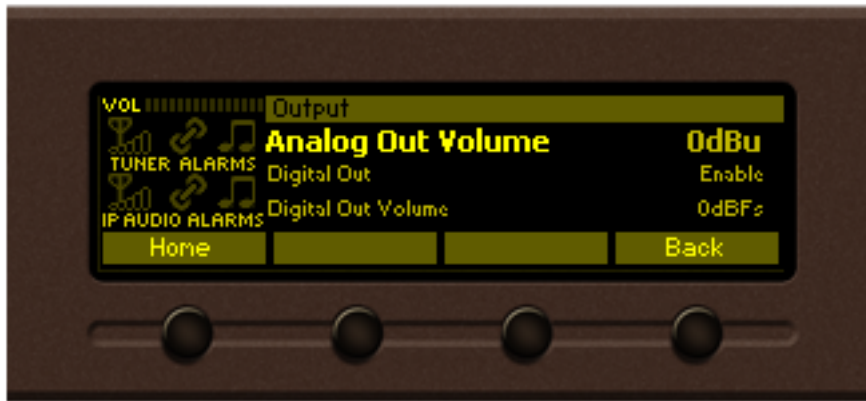 VOL
Output
Analog Out Volume 0dBu
TUNER ALARMS
Digital Out Enable
Digital Out Volume 0dBFs
IP AUDIO ALARMS
Home Back